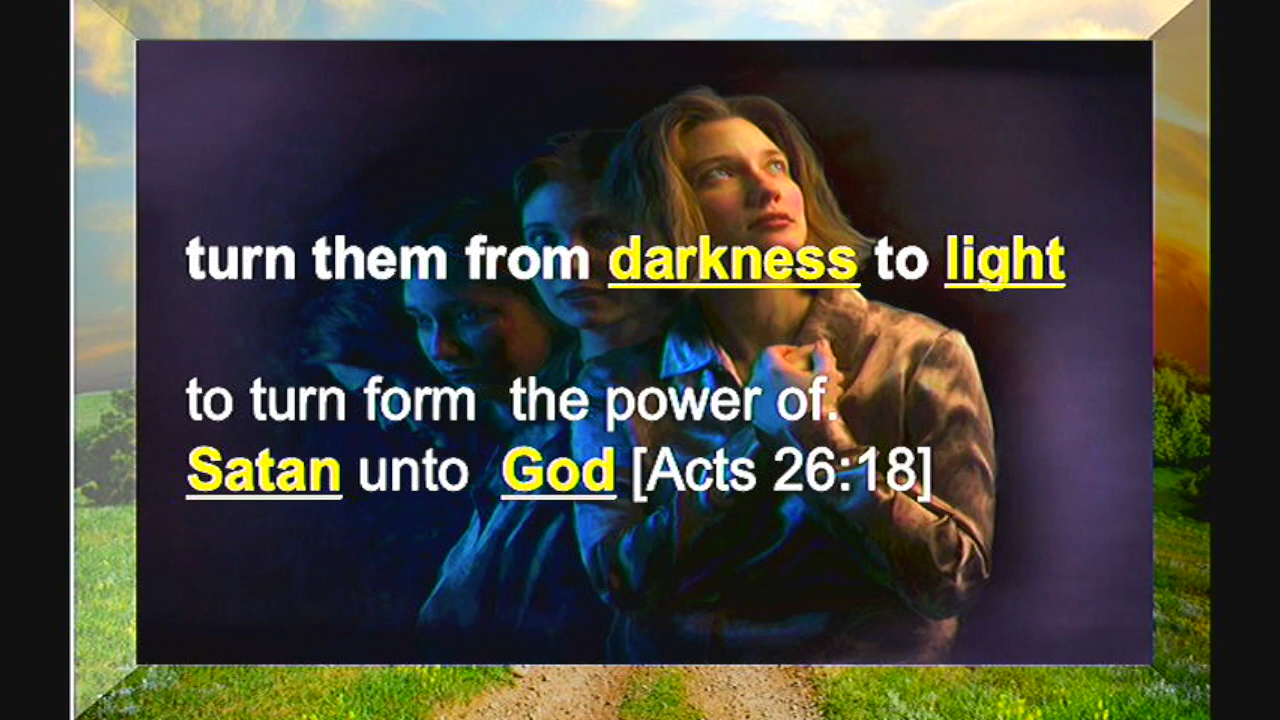 turn them from darkness to light
to turn form the power of.
Satan unto God [Acts 26:18]